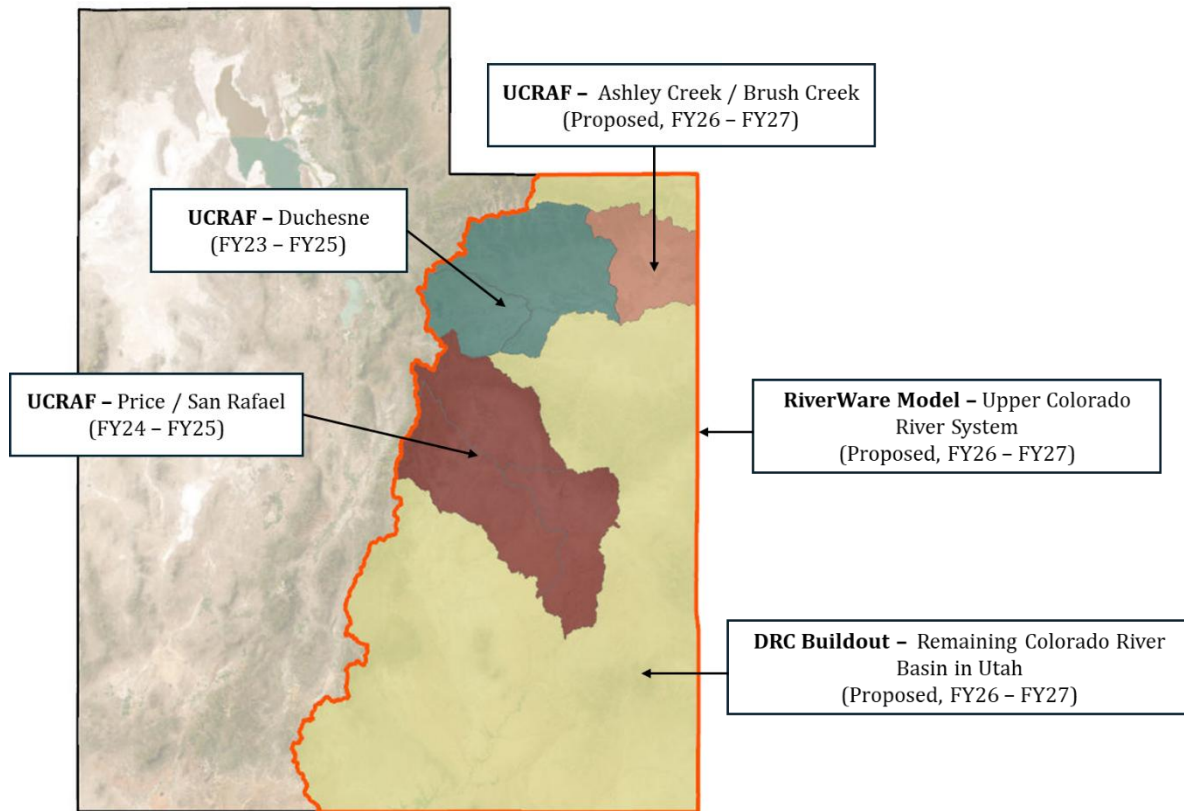 UCRAF – Ashley Creek / Brush Creek
(Proposed, FY26 – FY27)
UCRAF – Duchesne
(FY23 – FY25)
UCRAF – Price / San Rafael
(FY24 – FY25)
RiverWare Model – Upper Colorado
River System
(Proposed, FY26 – FY27)
DRC Buildout – Remaining Colorado River
Basin in Utah
(Proposed, FY26 – FY27)